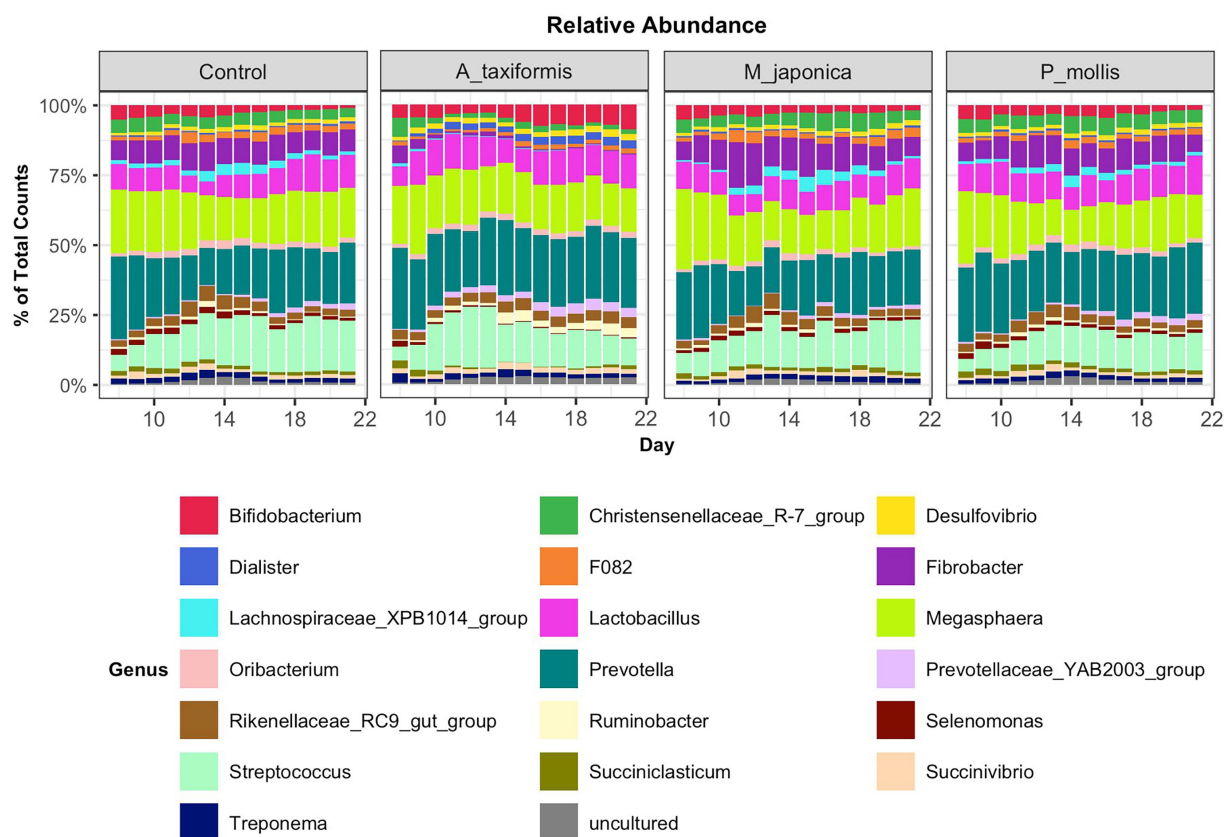 Relative Abundance
Control A_taxiformis M_japonica P_mollis
100%
75%
50%
25%
0%
% of Total Counts
10 14 18 22 10 14 18 22 10 14 18 22 10 14 18 22
Day
Genus
Bifidobacterium Christensenellaceae_R-7_group Desulfovibrio
Dialister F082 Fibrobacter
Lachnospiraceae_XPB1014_group Lactobacillus Megasphaera
Oribacterium Prevotella Prevotellaceae_YAB2003_group
Rikenellaceae_RC9_gut_group Ruminobacter Selenomonas
Streptococcus Succiniclasticum Succinivibrio
Treponema uncultured